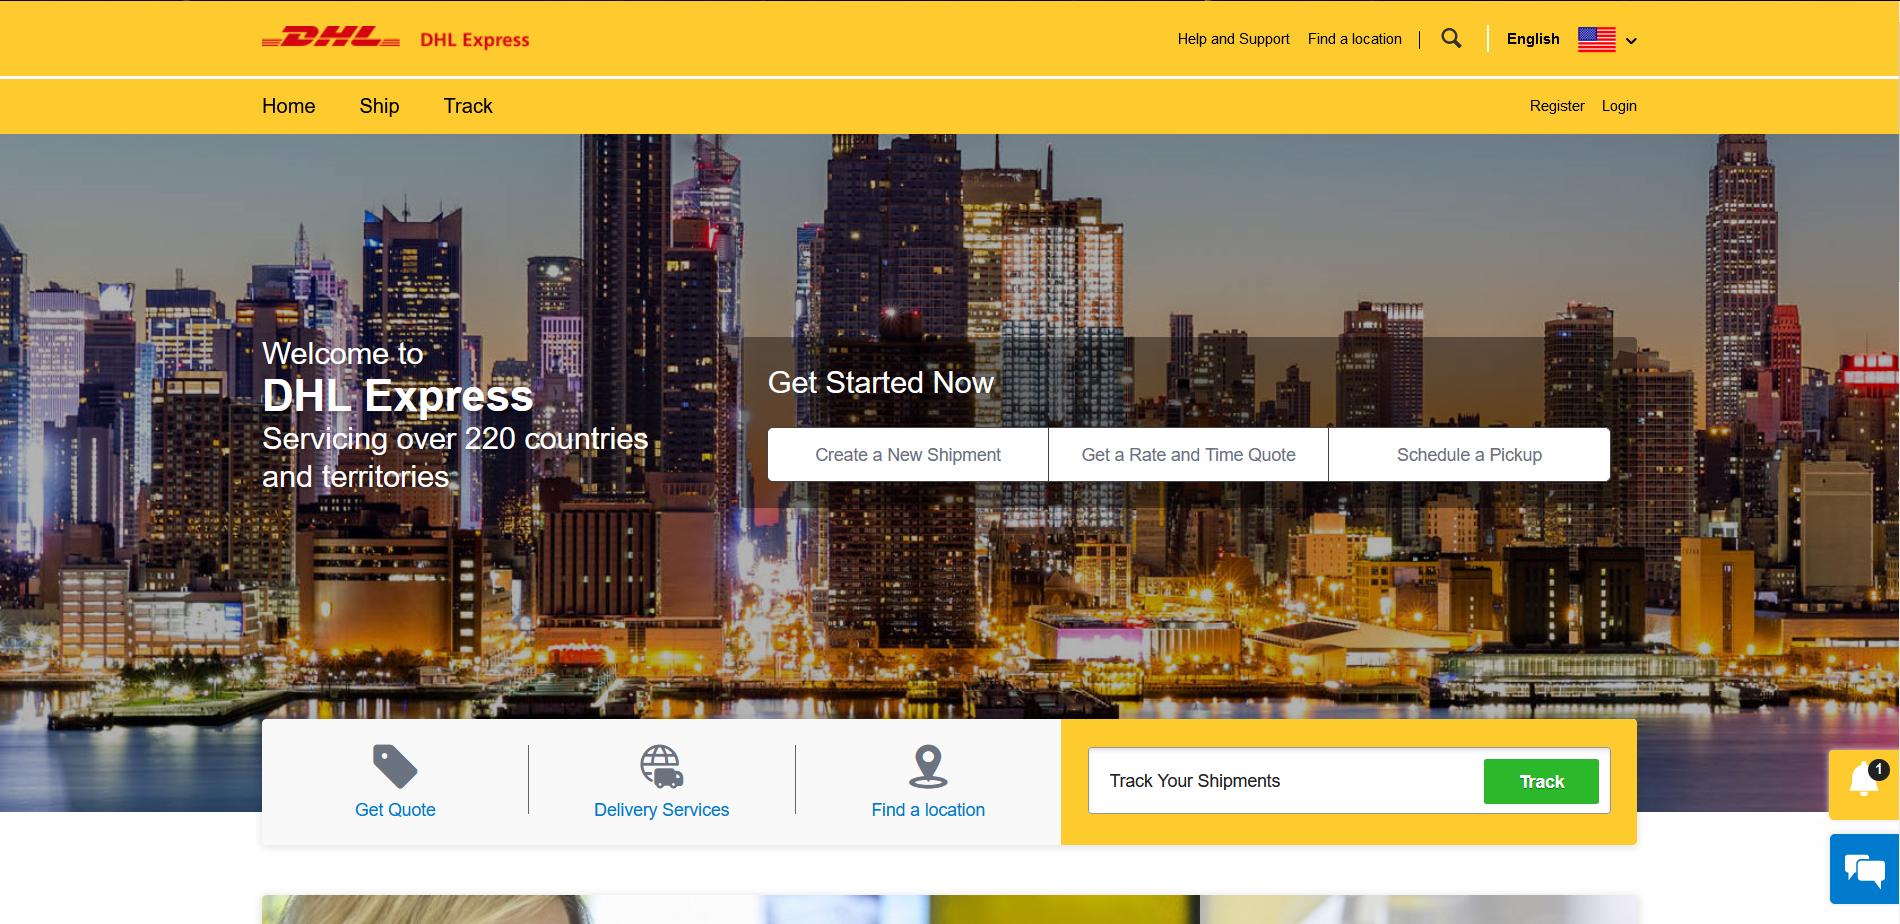 DHL DHL Express
Help and Support Find a location English
Home Ship Track
Register Login
Welcome to
DHL Express
Servicing over 220 countries
and territories
Get Started Now
Create a New Shipment Get a Rate and Time Quote Schedule a Pickup
Get Quote Delivery Services Find a location
Track Your Shipments Track
1